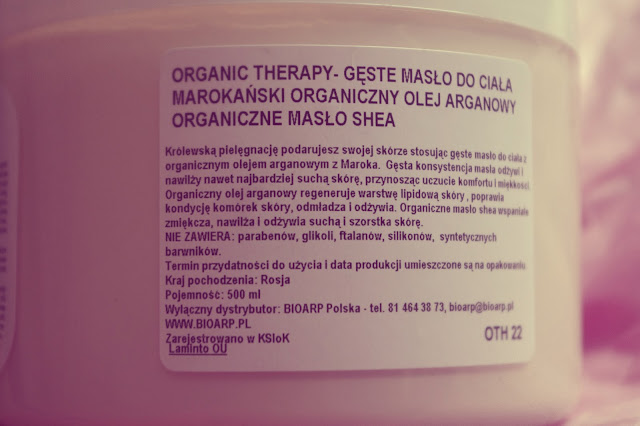 ORGANIC THERAPY- GĘSTE MASŁO DO CIAŁA
MAROKAŃSKI ORGANICZNY OLEJ ARGANOWY
ORGANICZNE MASŁO SHEA
Królewską pielęgnację podarujesz swojej skórze stosując gęste masło do ciała z
organicznym olejem arganowym z Maroka. Gęsta konsystencja masła odżywi i
nawilży nawet najbardziej suchą skórę, przynosząc uczucie komfortu i miękkości.
Organiczny olej arganowy regeneruje warstwę lipidową skóry , poprawia
kondycję komórek skóry, odmładza i odżywia. Organiczne masło shea wspaniale
zmiękcza, nawilża i odżywia suchą i szorstka skórę.
NIE ZAWIERA: parabenów, glikoli, ftalanów, silikonów, syntetycznych
barwników.
Termin przydatności do użycia i data produkcji umieszczone są na opakowaniu.
Kraj pochodzenia: Rosja
Pojemność: 500 ml
Wyłączny dystrybutor: BIOARP Polska - tel. 81 464 38 73, bioarp@bioarp.pl
WWW.BIOARP.PL
Zarejestrowano w KSIoK
Laminto OU
OTH 22